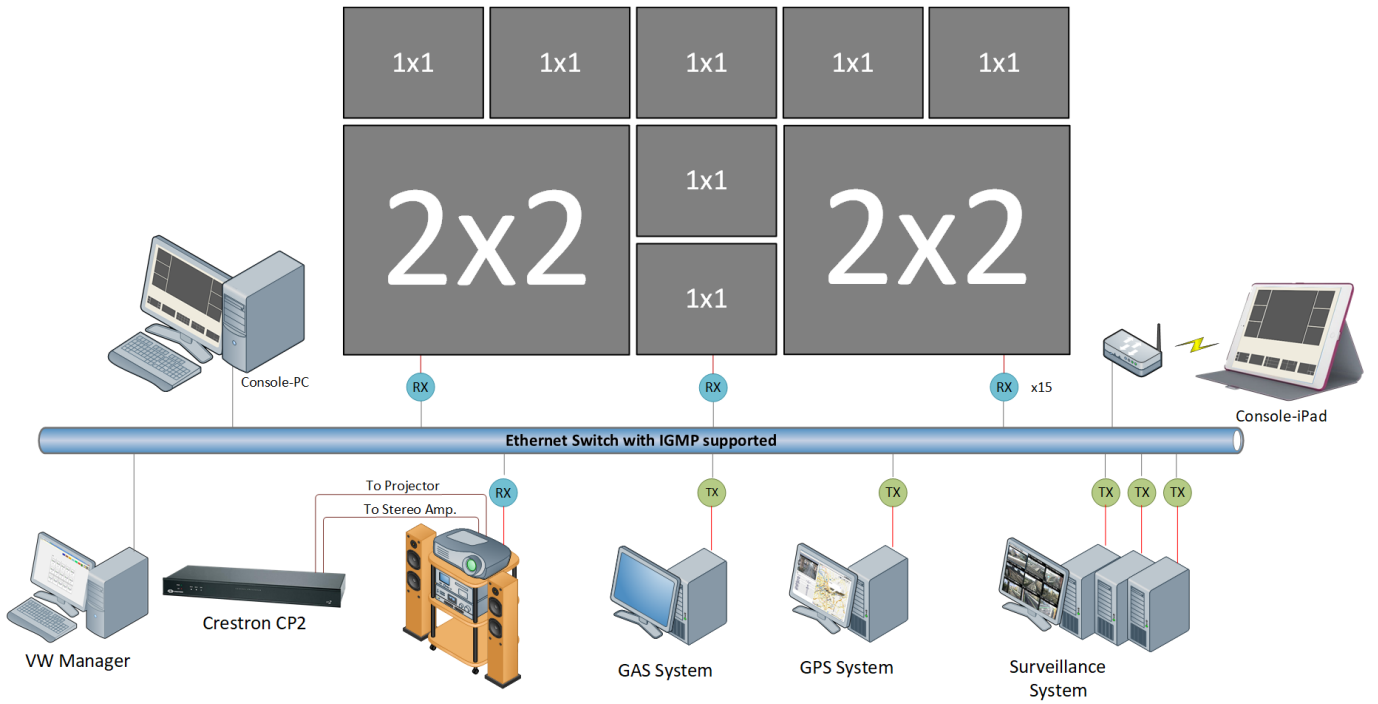 1x1
1x1
1x1
1x1
1x1
2x2
1x1
2x2
1x1
Console-PC
RX
RX
RX
x15
Console-iPad
Ethernet Switch with IGMP supported
To Projector
RX
TX
TX
TX
TX
TX
To Stereo Amp.
VW Manager
Crestron CP2
GAS System
GPS System
Surveillance
System